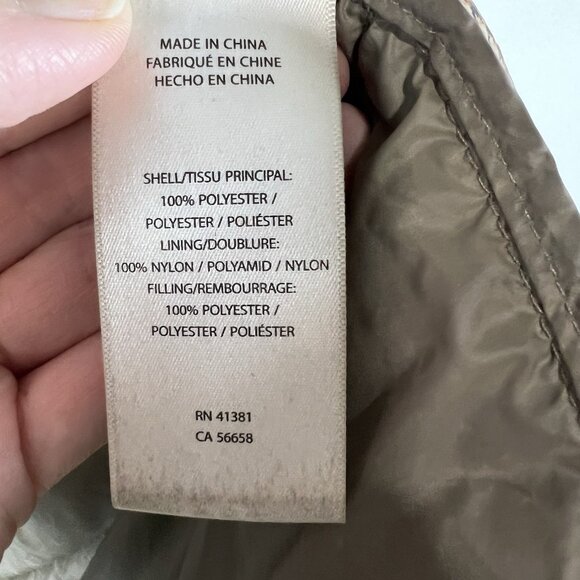 MADE IN CHINA
FABRIQUÉ EN CHINE
HECHO EN CHINA
SHELL/TISSU PRINCIPAL:
100% POLYESTER /
POLYESTER / POLIÉSTER
LINING/DOUBLURE:
100% NYLON / POLYAMID / NYLON
FILLING/REMBOURRAGE:
100% POLYESTER /
POLYESTER / POLIÉSTER
RN 41381
CA 56658